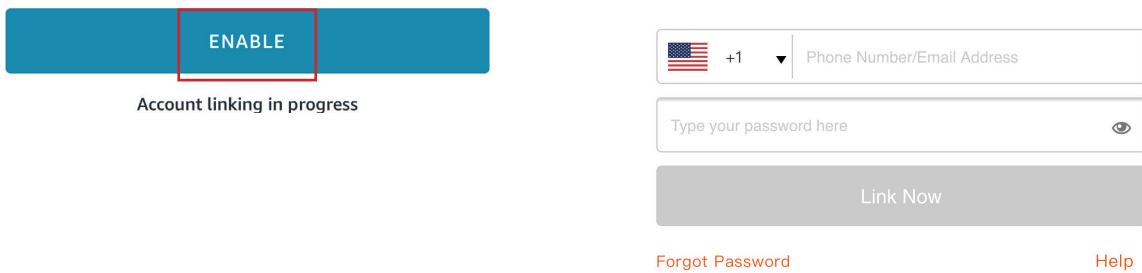 ENABLE
Account linking in progress
+1 Phone Number/Email Address
Type your password here
Link Now
Forgot Password Help